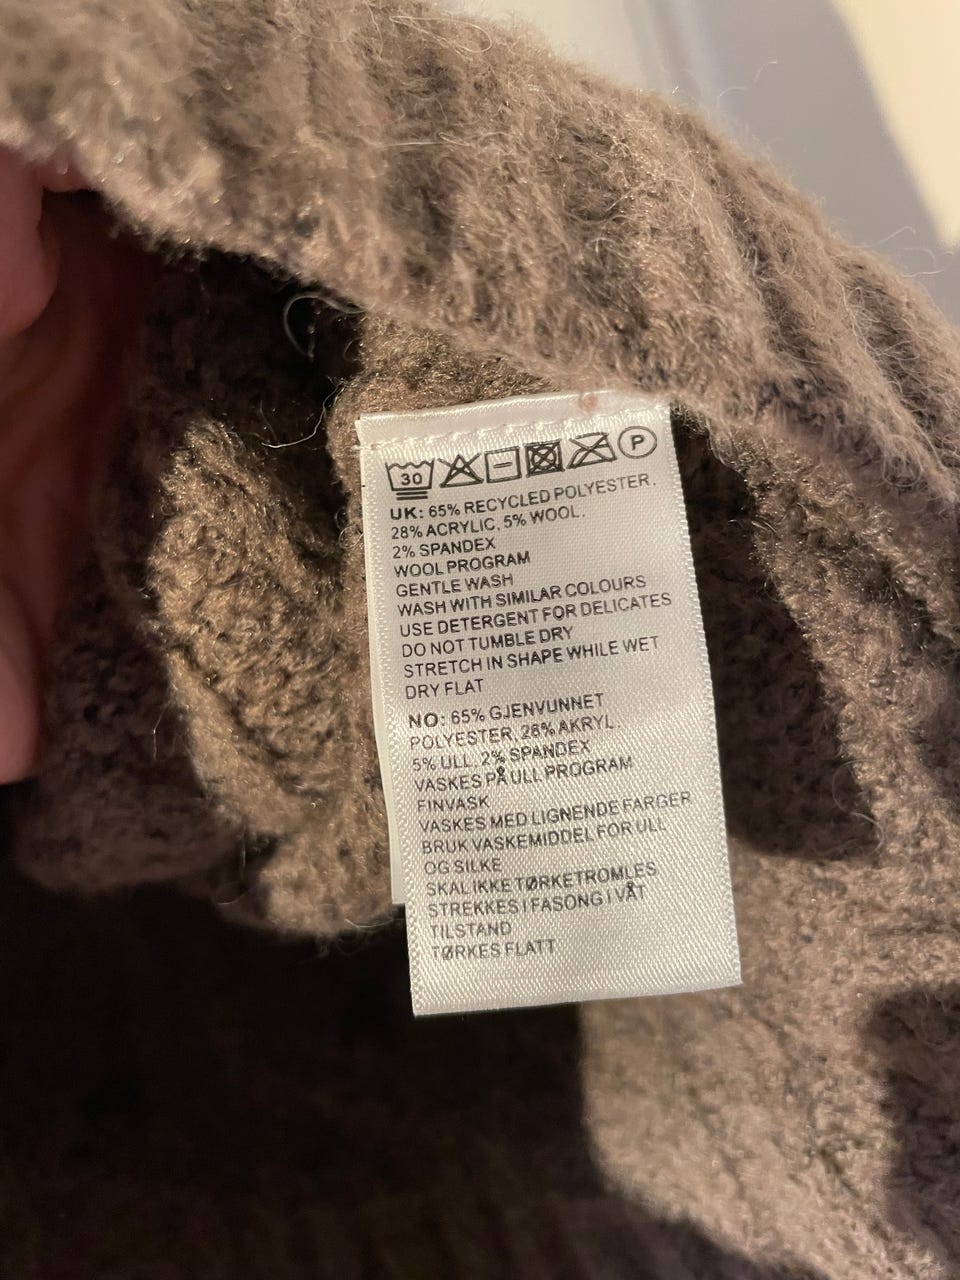 30 P
UK: 65% RECYCLED POLYESTER.
28% ACRYLIC, 5% WOOL.
2% SPANDEX
WOOL PROGRAM
GENTLE WASH
WASH WITH SIMILAR COLOURS
USE DETERGENT FOR DELICATES
DO NOT TUMBLE DRY
STRETCH IN SHAPE WHILE WET
DRY FLAT
NO: 65% GJENVUNNET
POLYESTER, 28% AKRYL.
5% ULL, 2% SPANDEX
VASKES PÅ ULL PROGRAM
FINVASK
VASKES MED LIGNENDE FARGER
BRUK VASKEMIDDEL FOR ULL
OG SILKE
SKAL IKKE TØRKETROMLES
STREKKES I FASONG I VÅT
TILSTAND
TØRKES FLATT